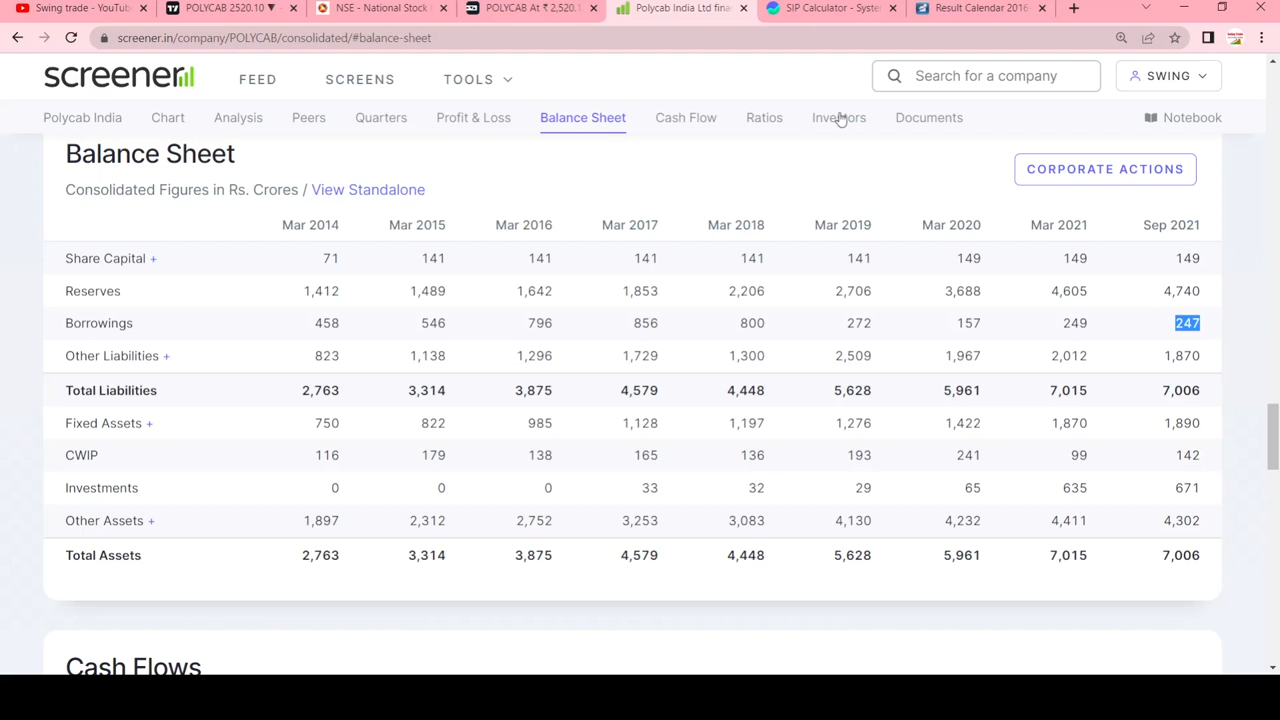 Swing trade - YouTub
POLYCAB 2520.10 ▼
NSE - National Stock
POLYCAB At ₹ 2,520.1
Polycab India Ltd fina
SIP Calculator - Syste
Result Calendar 2016-
screener.in/company/POLYCAB/consolidated/#balance-sheet
screener FEED SCREENS TOOLS Search for a company SWING
Polycab India Chart Analysis Peers Quarters Profit & Loss Balance Sheet Cash Flow Ratios Investors Documents Notebook
Balance Sheet
Consolidated Figures in Rs. Crores / View Standalone
CORPORATE ACTIONS
Mar 2014 Mar 2015 Mar 2016 Mar 2017 Mar 2018 Mar 2019 Mar 2020 Mar 2021 Sep 2021
Share Capital + 71 141 141 141 141 141 149 149 149
Reserves 1,412 1,489 1,642 1,853 2,206 2,706 3,688 4,605 4,740
Borrowings 458 546 796 856 800 272 157 249 247
Other Liabilities + 823 1,138 1,296 1,729 1,300 2,509 1,967 2,012 1,870
Total Liabilities 2,763 3,314 3,875 4,579 4,448 5,628 5,961 7,015 7,006
Fixed Assets + 750 822 985 1,128 1,197 1,276 1,422 1,870 1,890
CWIP 116 179 138 165 136 193 241 99 142
Investments 0 0 0 33 32 29 65 635 671
Other Assets + 1,897 2,312 2,752 3,253 3,083 4,130 4,232 4,411 4,302
Total Assets 2,763 3,314 3,875 4,579 4,448 5,628 5,961 7,015 7,006
Cash Flows